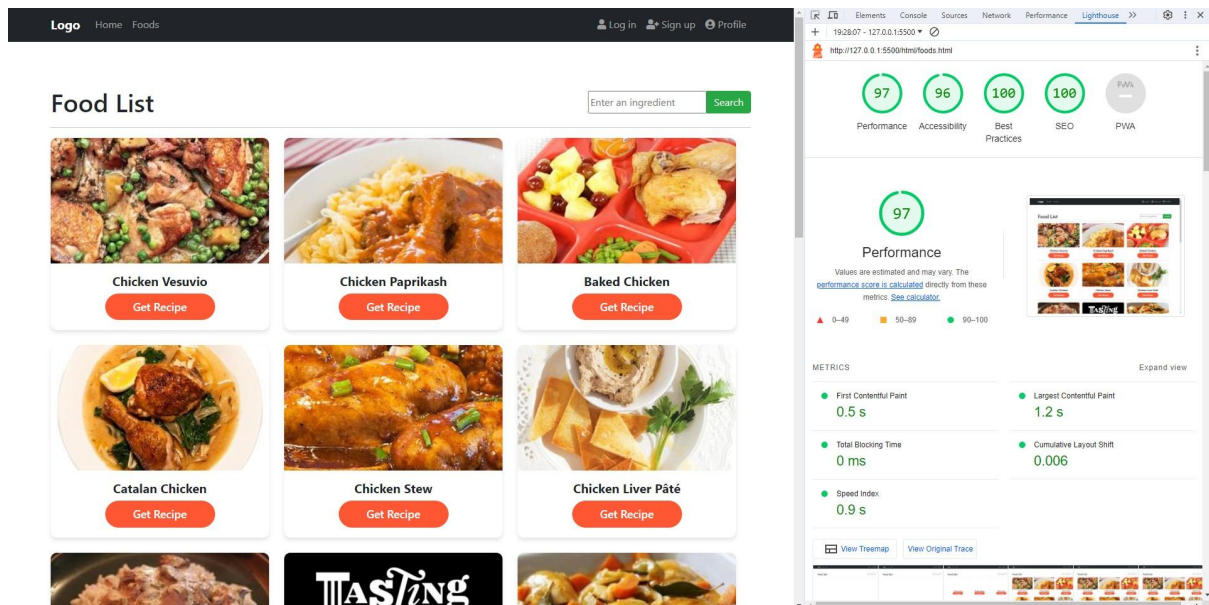 Logo Home Foods Log in Sign up Profile
Food List
Enter an ingredient Search
Chicken Vesuvio
Get Recipe
Chicken Paprikash
Get Recipe
Baked Chicken
Get Recipe
Catalan Chicken
Get Recipe
Chicken Stew
Get Recipe
Chicken Liver Pâté
Get Recipe
TASTING
Elements Console Sources Network Performance Lighthouse
19:28:07 - 127.0.0.1:5500
http://127.0.0.1:5500/html/foods.html
97
Performance
96
Accessibility
100
Best
Practices
100
SEO
PWA
PWA
97
Performance
Values are estimated and may vary. The
performance score is calculated directly from these
metrics. See calculator.
0–49 50–89 90–100
Food List
METRICS Expand view
First Contentful Paint
0.5 s
Largest Contentful Paint
1.2 s
Total Blocking Time
0 ms
Cumulative Layout Shift
0.006
Speed Index
0.9 s
View Treemap View Original Trace